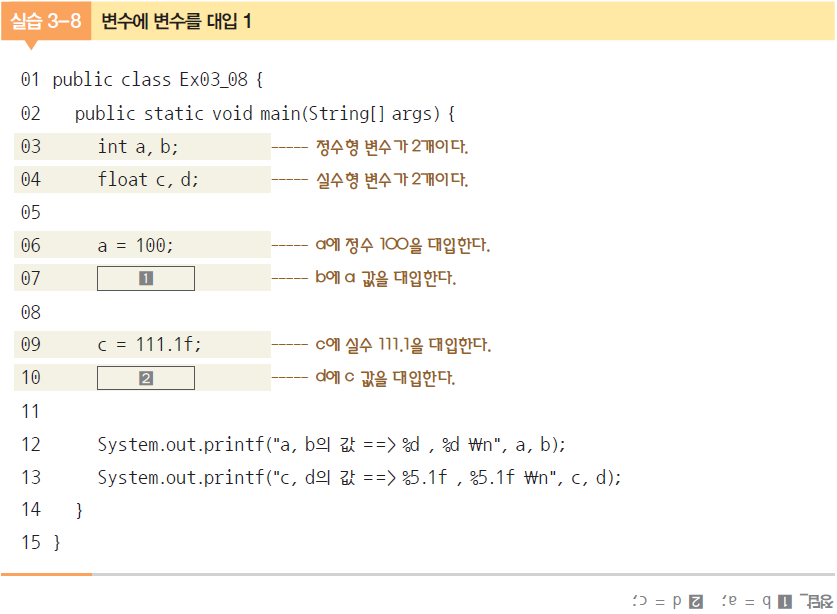 실습 3-8 변수에 변수를 대입 1
01 public class Ex03_08 {
02 public static void main(String[] args) {
03 int a, b; ----- 정수형 변수가 2개이다.
04 float c, d; ----- 실수형 변수가 2개이다.
05
06 a = 100; ----- a에 정수 100을 대입한다.
07 1 ----- b에 a 값을 대입한다.
08
09 c = 111.1f; ----- c에 실수 111.1을 대입한다.
10 2 ----- d에 c 값을 대입한다.
11
12 System.out.printf("a, b의 값 ==> %d , %d ₩n", a, b);
13 System.out.printf("c, d의 값 ==> %5.1f , %5.1f ₩n", c, d);
14 }
15 }
정답_ 1 b = a; 2 d = c;